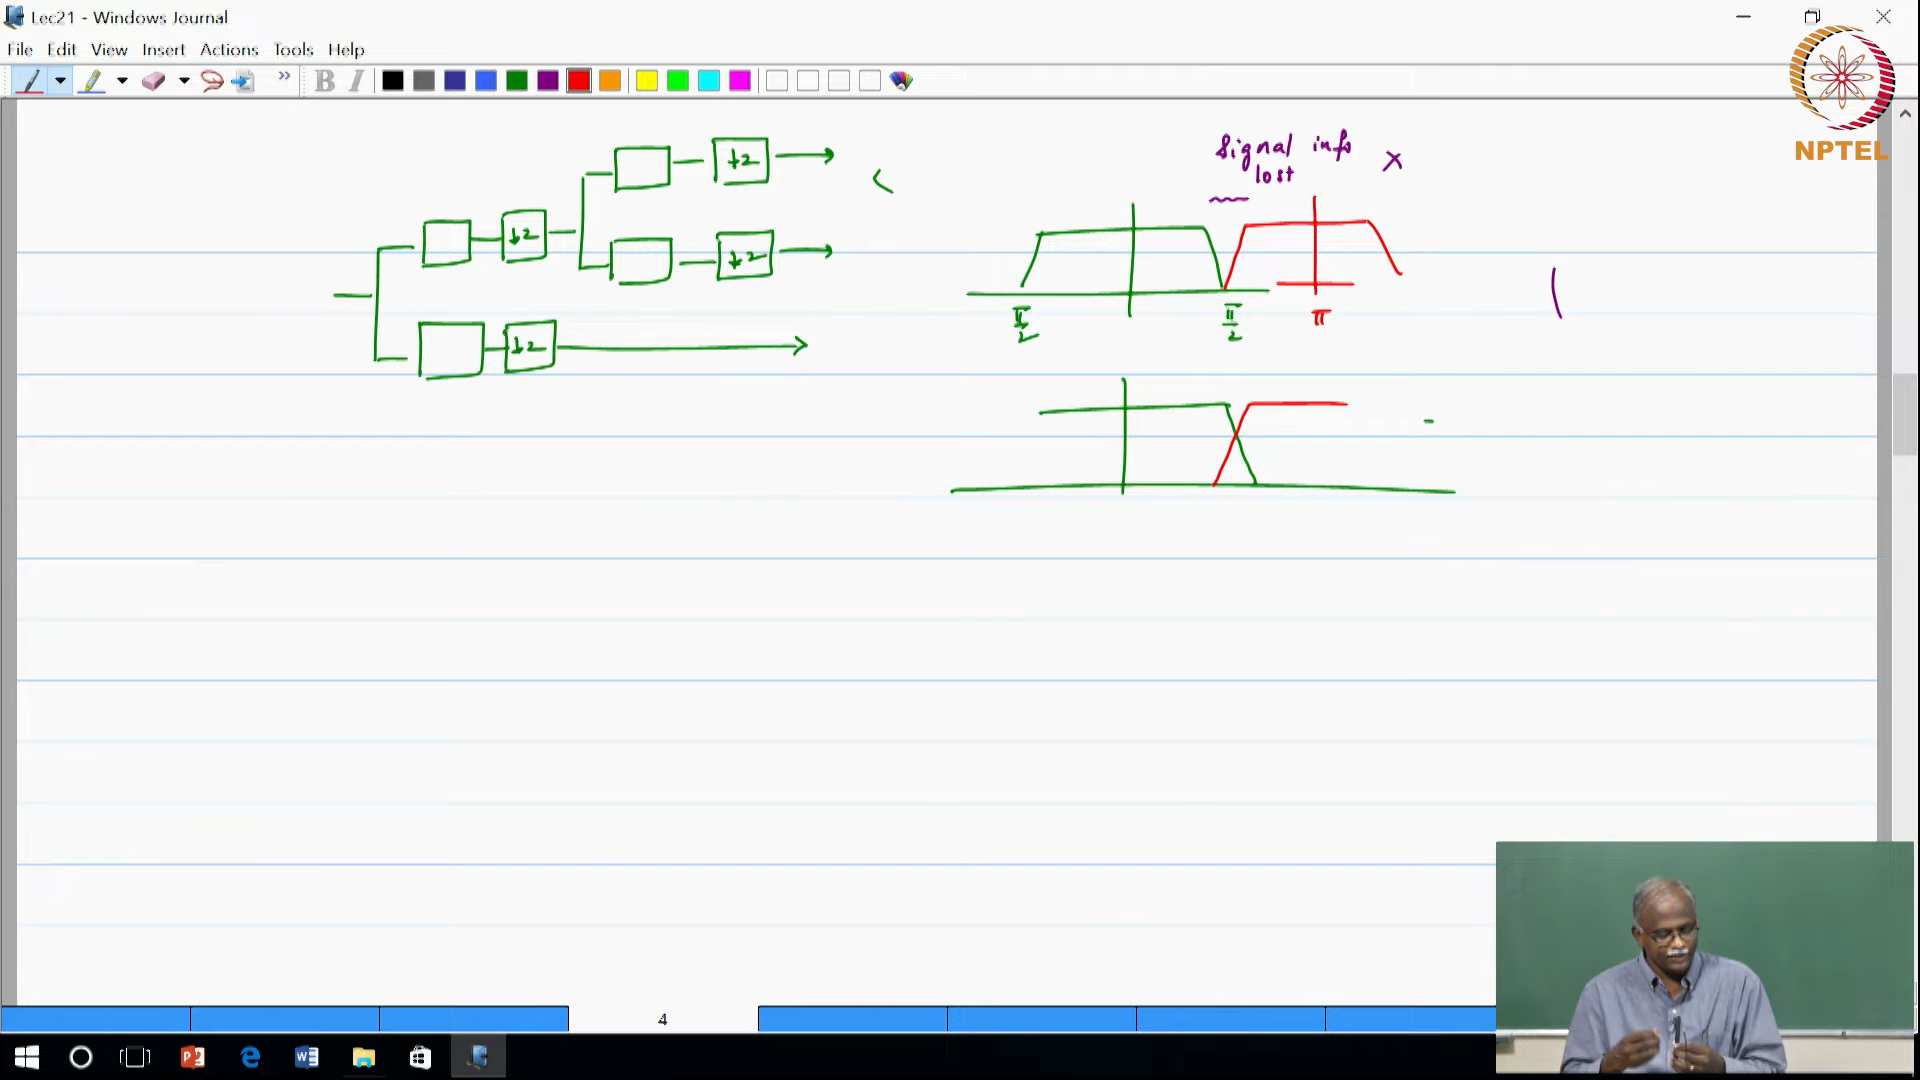 Lec21 - Windows Journal
File Edit View Insert Actions Tools Help
B I
NPTEL
Signal info
lost
x
↓2
↓2
↓2
↓2
π/2
π/2
π
4